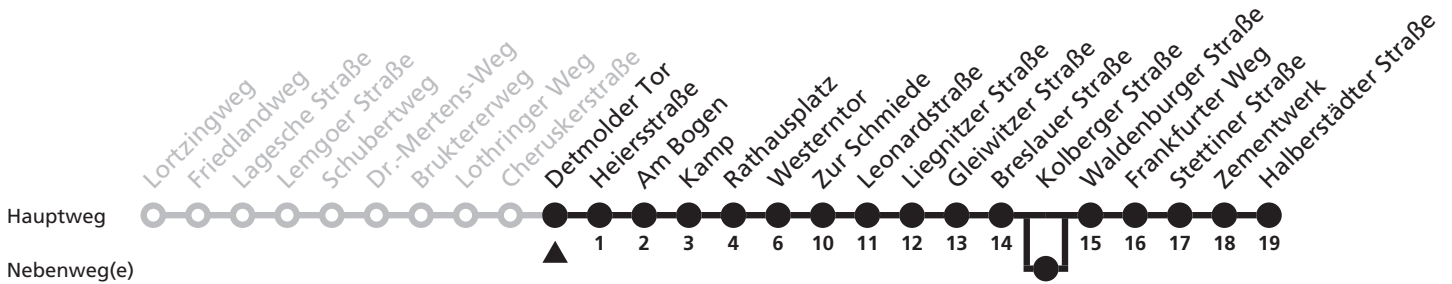 Lortzingweg
Friedlandweg
Lagesche Straße
Lemgoer Straße
Schubertweg
Dr.-Mertens-Weg
Bruktererweg
Lothringer Weg
Cheruskerstraße
Detmolder Tor
Heiersstraße
Am Bogen
Kamp
Rathausplatz
Westerntor
Zur Schmiede
Leonardstraße
Liegnitzer Straße
Gleiwitzer Straße
Breslauer Straße
Kolberger Straße
Waldenburger Straße
Frankfurter Weg
Stettiner Straße
Zementwerk
Halberstädter Straße
Hauptweg
1 2 3 4 6 10 11 12 13 14 15 16 17 18 19
Nebenweg(e)